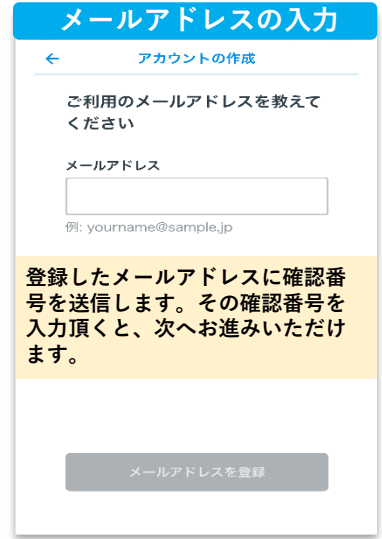 メールアドレスの入力
← アカウントの作成
ご利用のメールアドレスを教えて
ください
メールアドレス
例: yourname@sample.jp
登録したメールアドレスに確認番
号を送信します。その確認番号を
入力頂くと、次へお進みいただけ
ます。
メールアドレスを登録